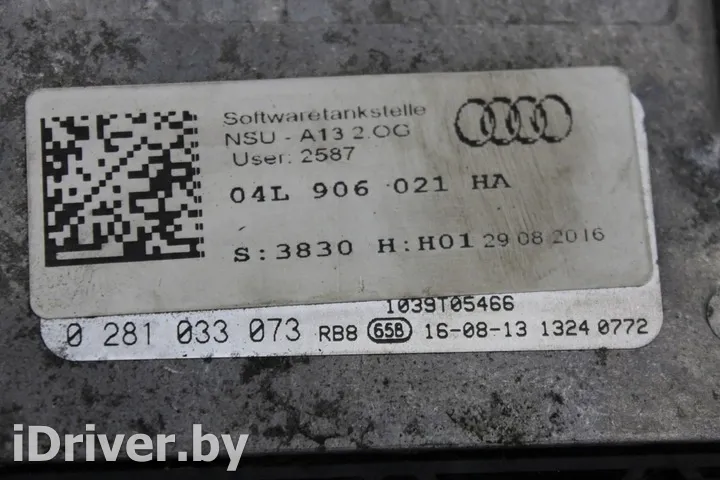 Softwaretankstelle
NSU - A13 2.OG
User: 2587
04L 906 021 HA
S:3830 H:H01 29 08 2016
1039T05466
0 281 033 073 RB8 658 16-08-13 1324 0772
iDriver.by